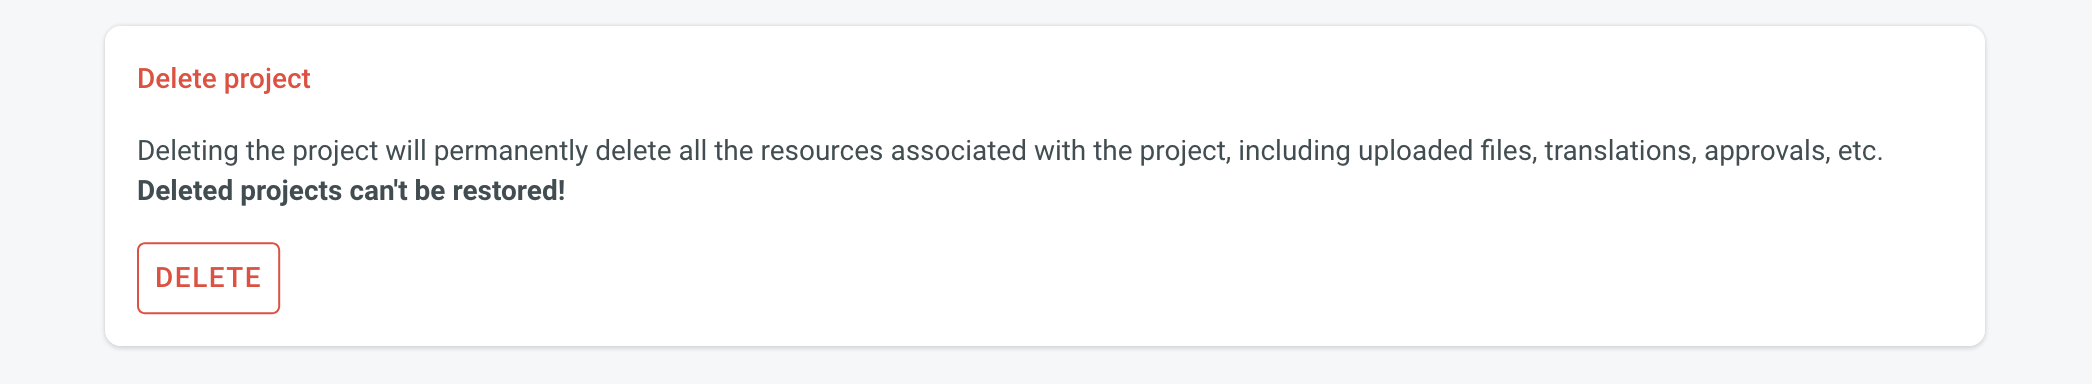 Delete project
Deleting the project will permanently delete all the resources associated with the project, including uploaded files, translations, approvals, etc.
Deleted projects can't be restored!
DELETE